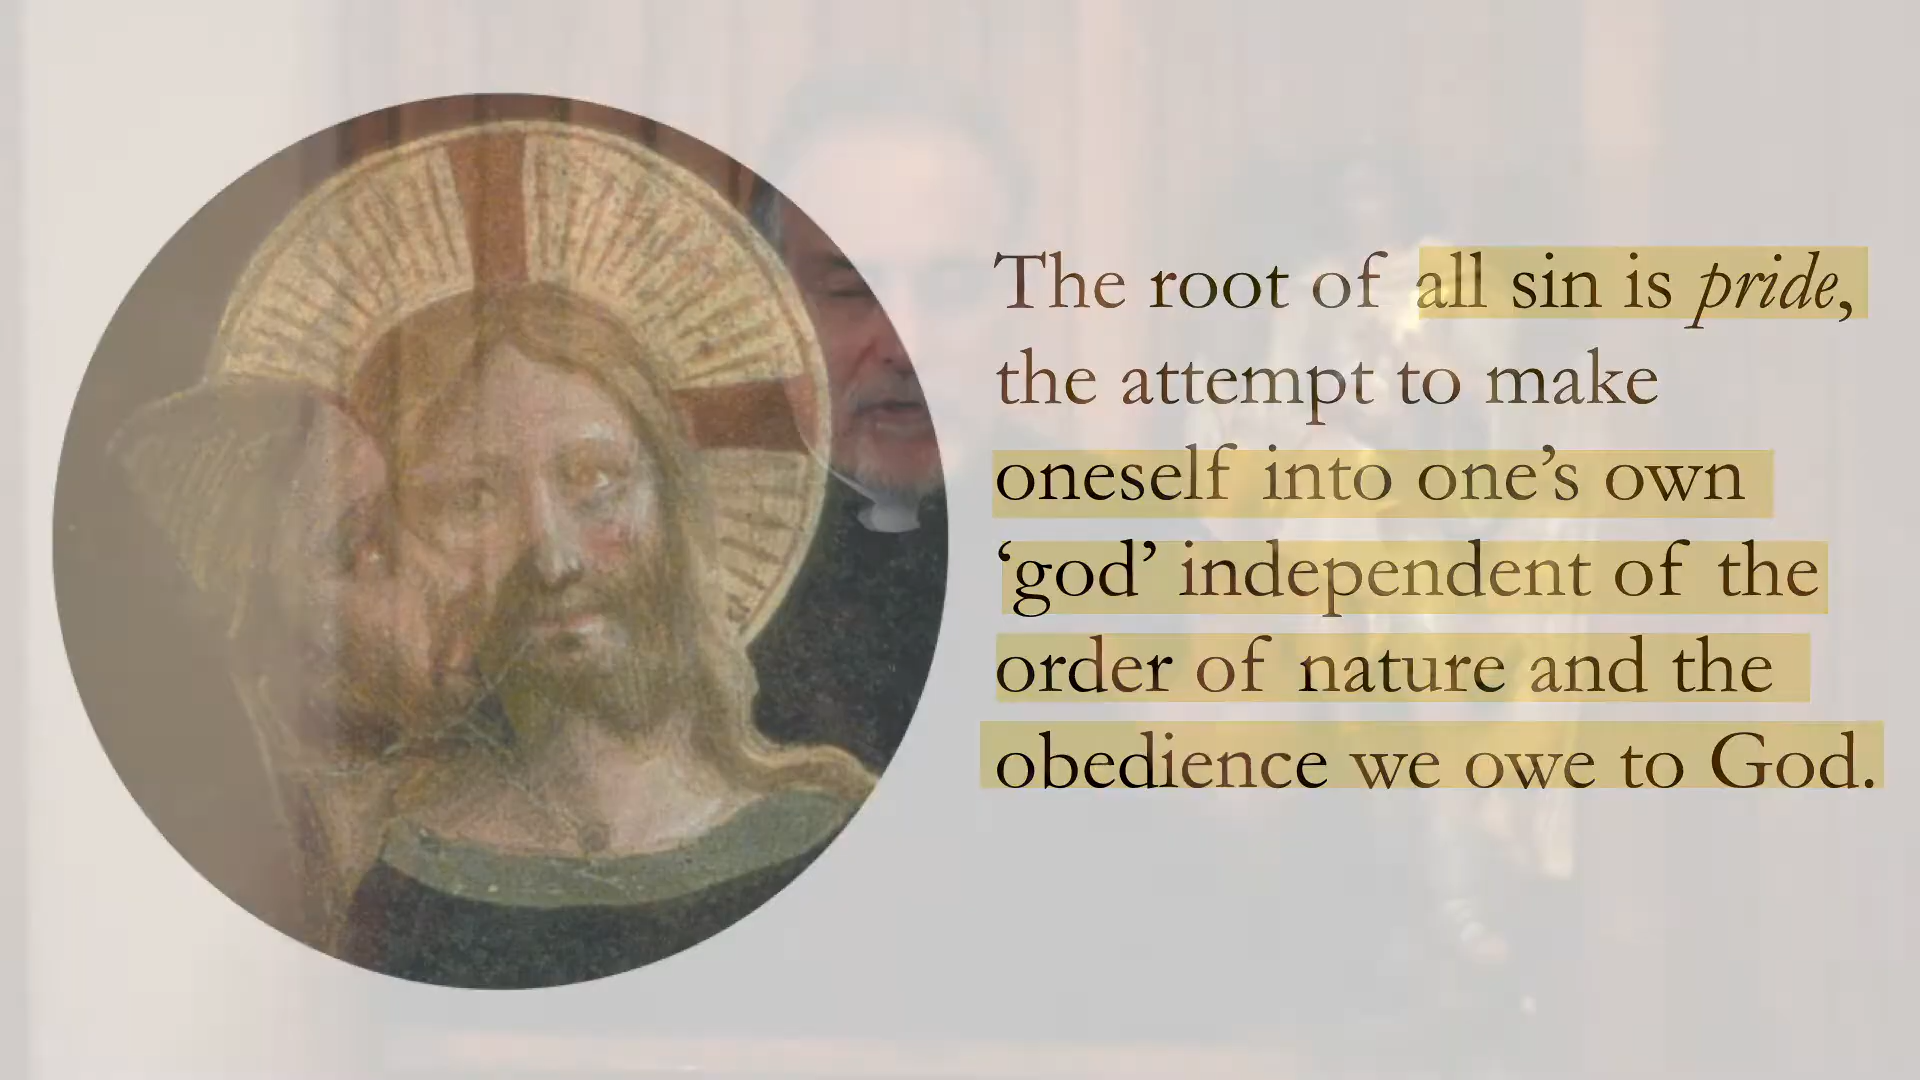 The root of all sin is pride,
the attempt to make
oneself into one’s own
‘god’ independent of the
order of nature and the
obedience we owe to God.